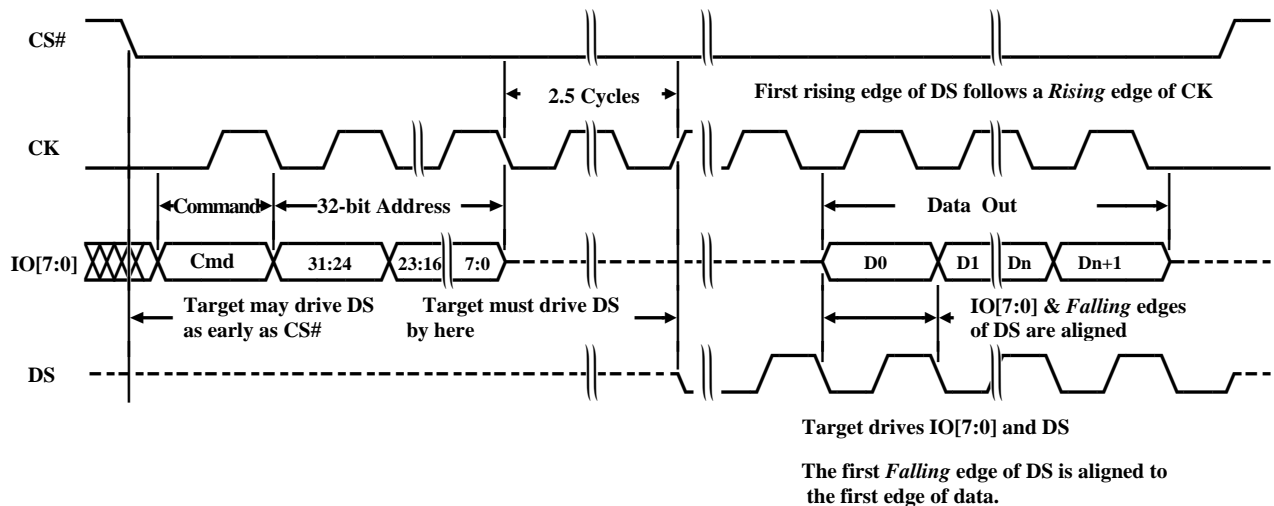 CS#
2.5 Cycles
First rising edge of DS follows a Rising edge of CK
CK
Command
32-bit Address
Data Out
IO[7:0]
Cmd
31:24
23:16
7:0
D0
D1
Dn
Dn+1
Target may drive DS
as early as CS#
Target must drive DS
by here
IO[7:0] & Falling edges
of DS are aligned
DS
Target drives IO[7:0] and DS
The first Falling edge of DS is aligned to
the first edge of data.